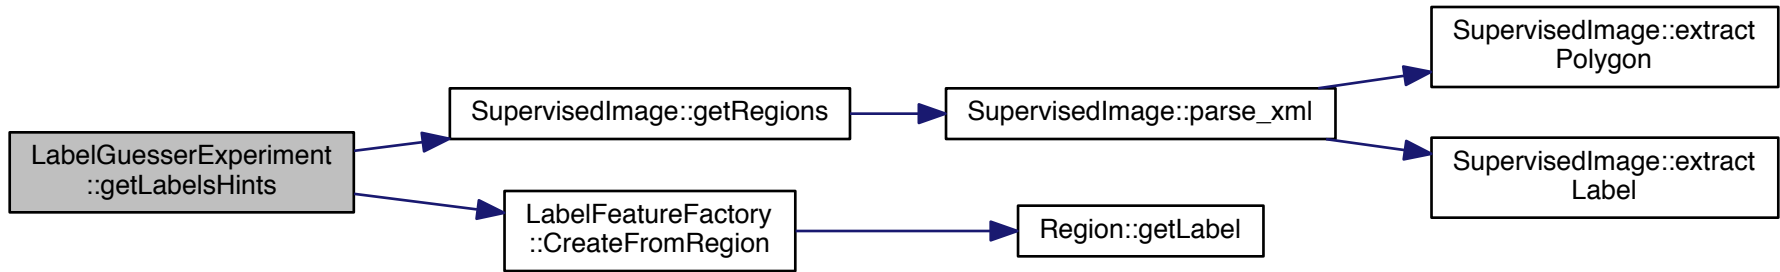 LabelGuesserExperiment
::getLabelsHints
SupervisedImage::getRegions
SupervisedImage::parse_xml
SupervisedImage::extract
Polygon
SupervisedImage::extract
Label
LabelFeatureFactory
::CreateFromRegion
Region::getLabel